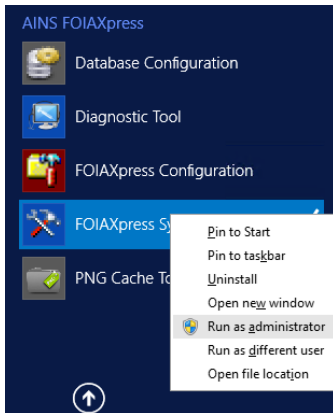 AINS FOIAXpress
Database Configuration
Diagnostic Tool
FOIAXpress Configuration
FOIAXpress Sy
PNG Cache To
Pin to Start
Pin to taskbar
Uninstall
Open new window
Run as administrator
Run as different user
Open file location